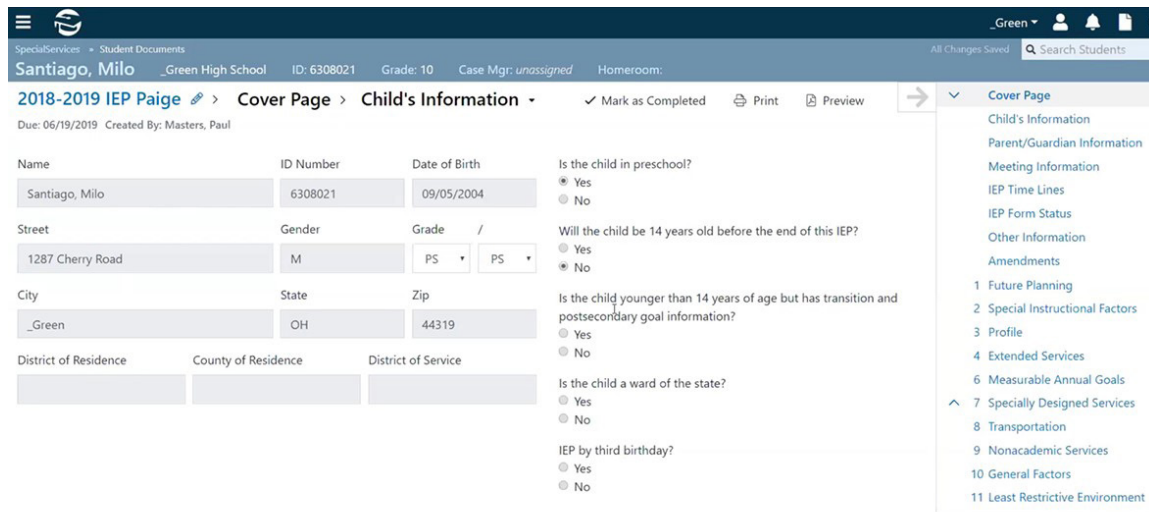 _Green
SpecialServices • Student Documents
All Changes Saved
Search Students
Santiago, Milo _Green High School ID: 6308021 Grade: 10 Case Mgr: unassigned Homeroom:
2018-2019 IEP Paige > Cover Page > Child's Information
Mark as Completed Print Preview
Due: 06/19/2019 Created By: Masters, Paul
Name ID Number Date of Birth
Santiago, Milo 6308021 09/05/2004
Street Gender Grade /
1287 Cherry Road M PS PS
City State Zip
_Green OH 44319
District of Residence County of Residence District of Service
Is the child in preschool?
Yes
No
Will the child be 14 years old before the end of this IEP?
Yes
No
Is the child younger than 14 years of age but has transition and
postsecondary goal information?
Yes
No
Is the child a ward of the state?
Yes
No
IEP by third birthday?
Yes
No
Cover Page
Child's Information
Parent/Guardian Information
Meeting Information
IEP Time Lines
IEP Form Status
Other Information
Amendments
1 Future Planning
2 Special Instructional Factors
3 Profile
4 Extended Services
6 Measurable Annual Goals
7 Specially Designed Services
8 Transportation
9 Nonacademic Services
10 General Factors
11 Least Restrictive Environment